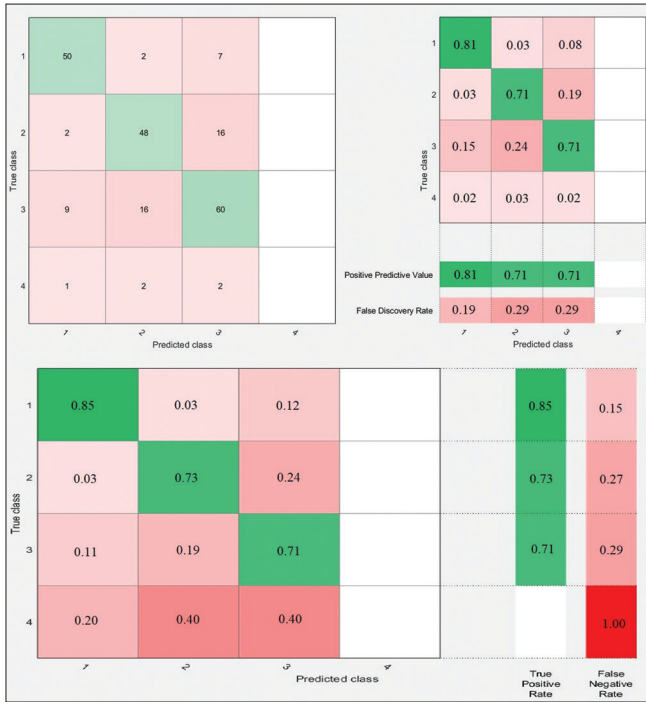 1 50 2 7
2 2 48 16
3 9 16 60
4 1 2 2
True class
1 2 3 4
Predicted class
1 0.81 0.03 0.08
2 0.03 0.71 0.19
3 0.15 0.24 0.71
4 0.02 0.03 0.02
True class
Positive Predictive Value 0.81 0.71 0.71
False Discovery Rate 0.19 0.29 0.29
1 2 3 4
Predicted class
1 0.85 0.03 0.12 0.85 0.15
2 0.03 0.73 0.24 0.73 0.27
3 0.11 0.19 0.71 0.71 0.29
4 0.20 0.40 0.40 1.00
True class
1 2 3 4
Predicted class
True
Positive
Rate
False
Negative
Rate